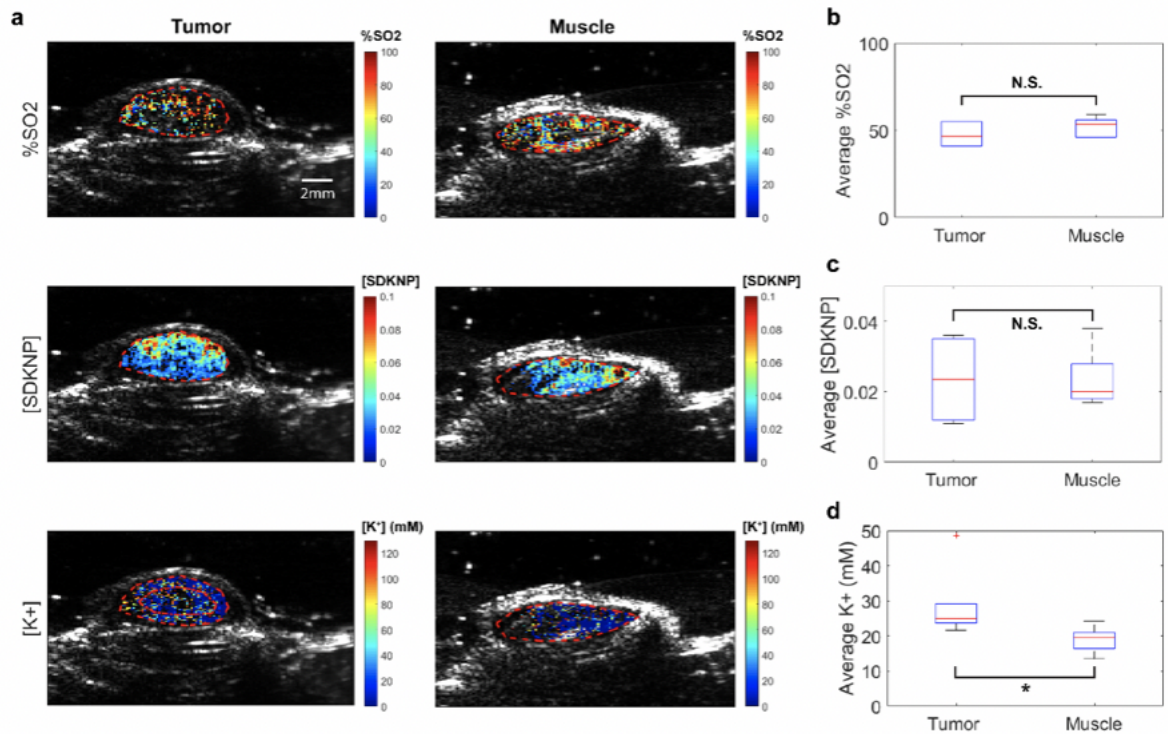 a
Tumor
Muscle
%SO2
%SO2
%SO2
100
80
60
40
20
0
100
80
60
40
20
0
2mm
[SDKNP]
[SDKNP]
[SDKNP]
0.1
0.08
0.06
0.04
0.02
0
0.1
0.08
0.06
0.04
0.02
0
[K+]
[K⁺] (mM)
[K⁺] (mM)
120
100
80
60
40
20
0
120
100
80
60
40
20
0
b
Average %SO2
100
50
0
N.S.
Tumor
Muscle
c
Average [SDKNP]
0.04
0.02
0
N.S.
Tumor
Muscle
d
Average K+ (mM)
50
40
30
20
10
0
*
Tumor
Muscle